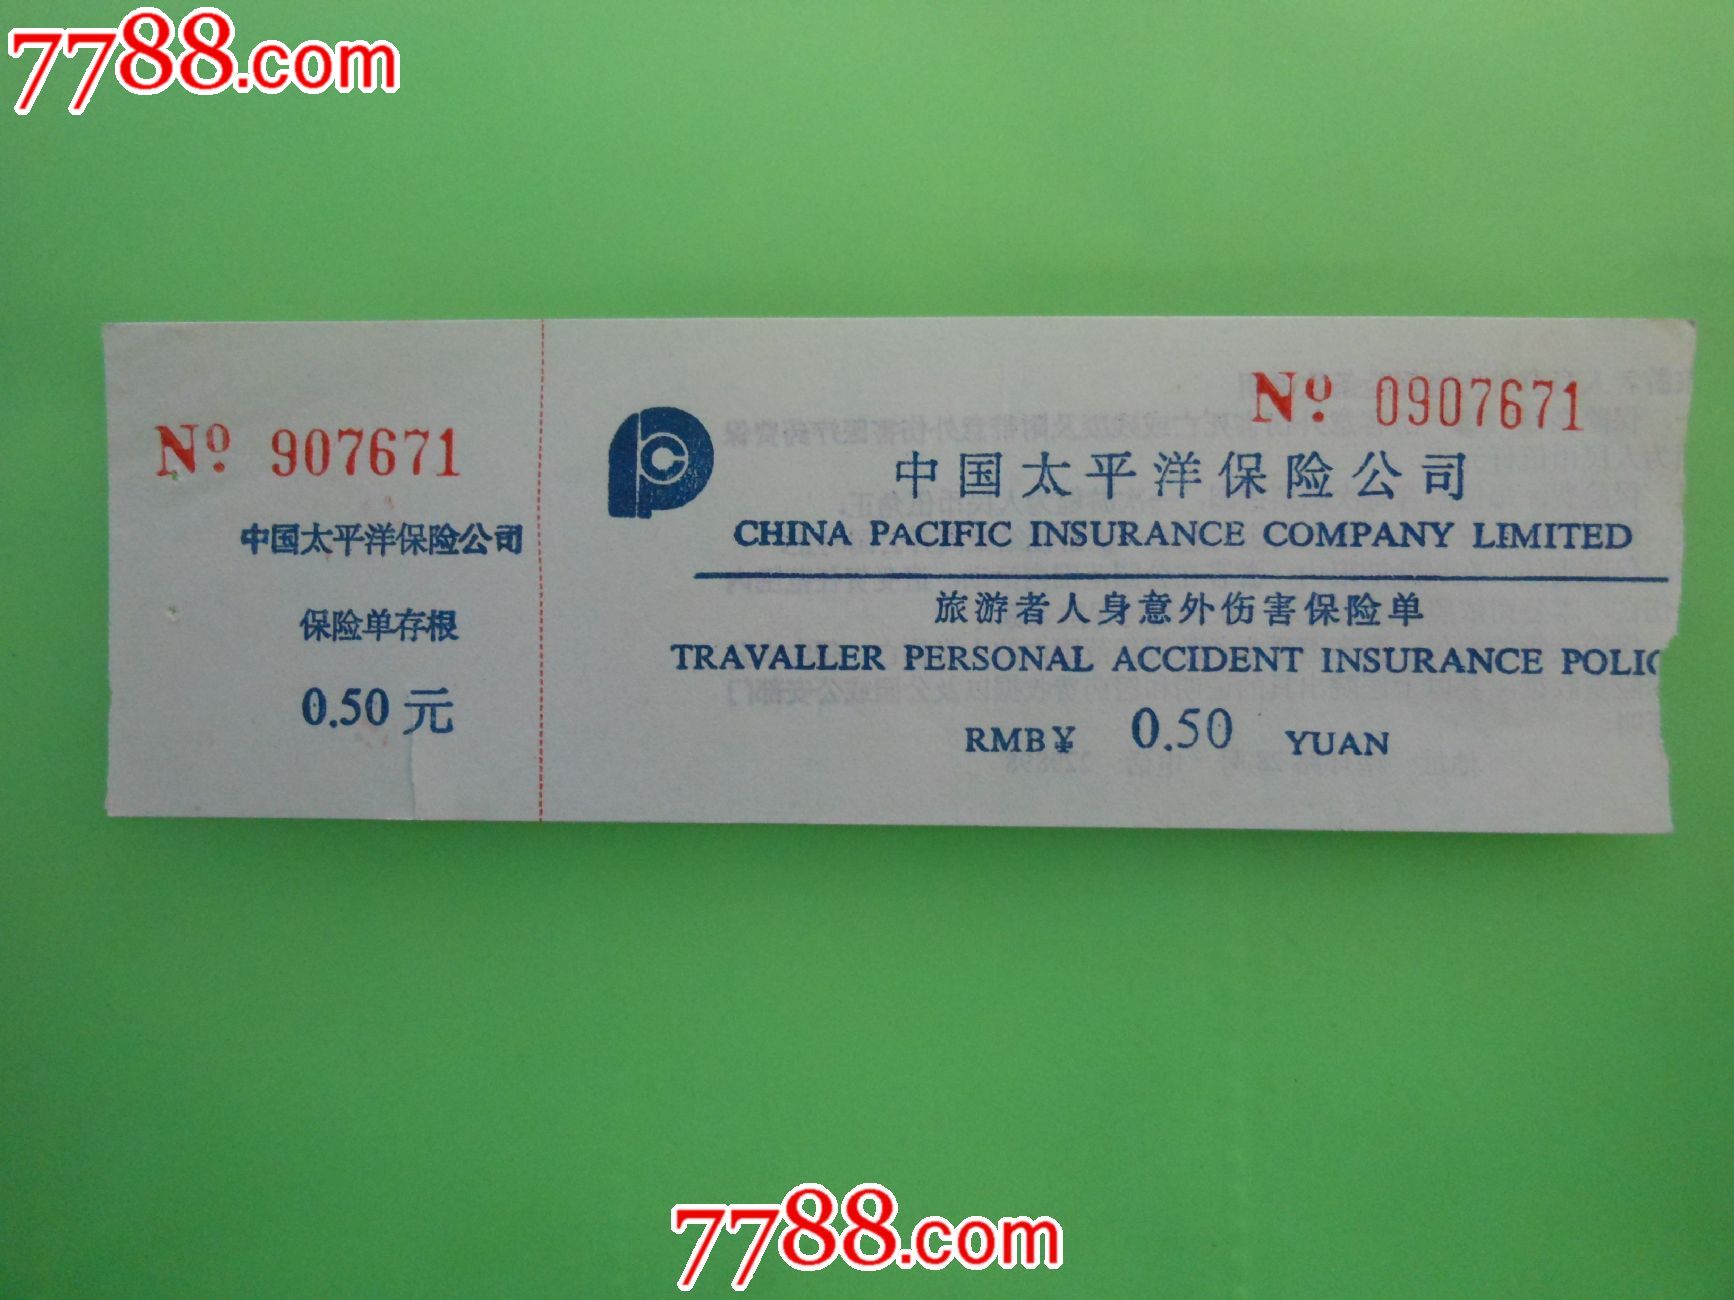 7788.com
No 907671
中国太平洋保险公司
保险单存根
0.50 元
No 0907671
中国太平洋保险公司
CHINA PACIFIC INSURANCE COMPANY LIMITED
旅游者人身意外伤害保险单
TRAVALLER PERSONAL ACCIDENT INSURANCE POLIC
RMB¥ 0.50 YUAN
7788.com